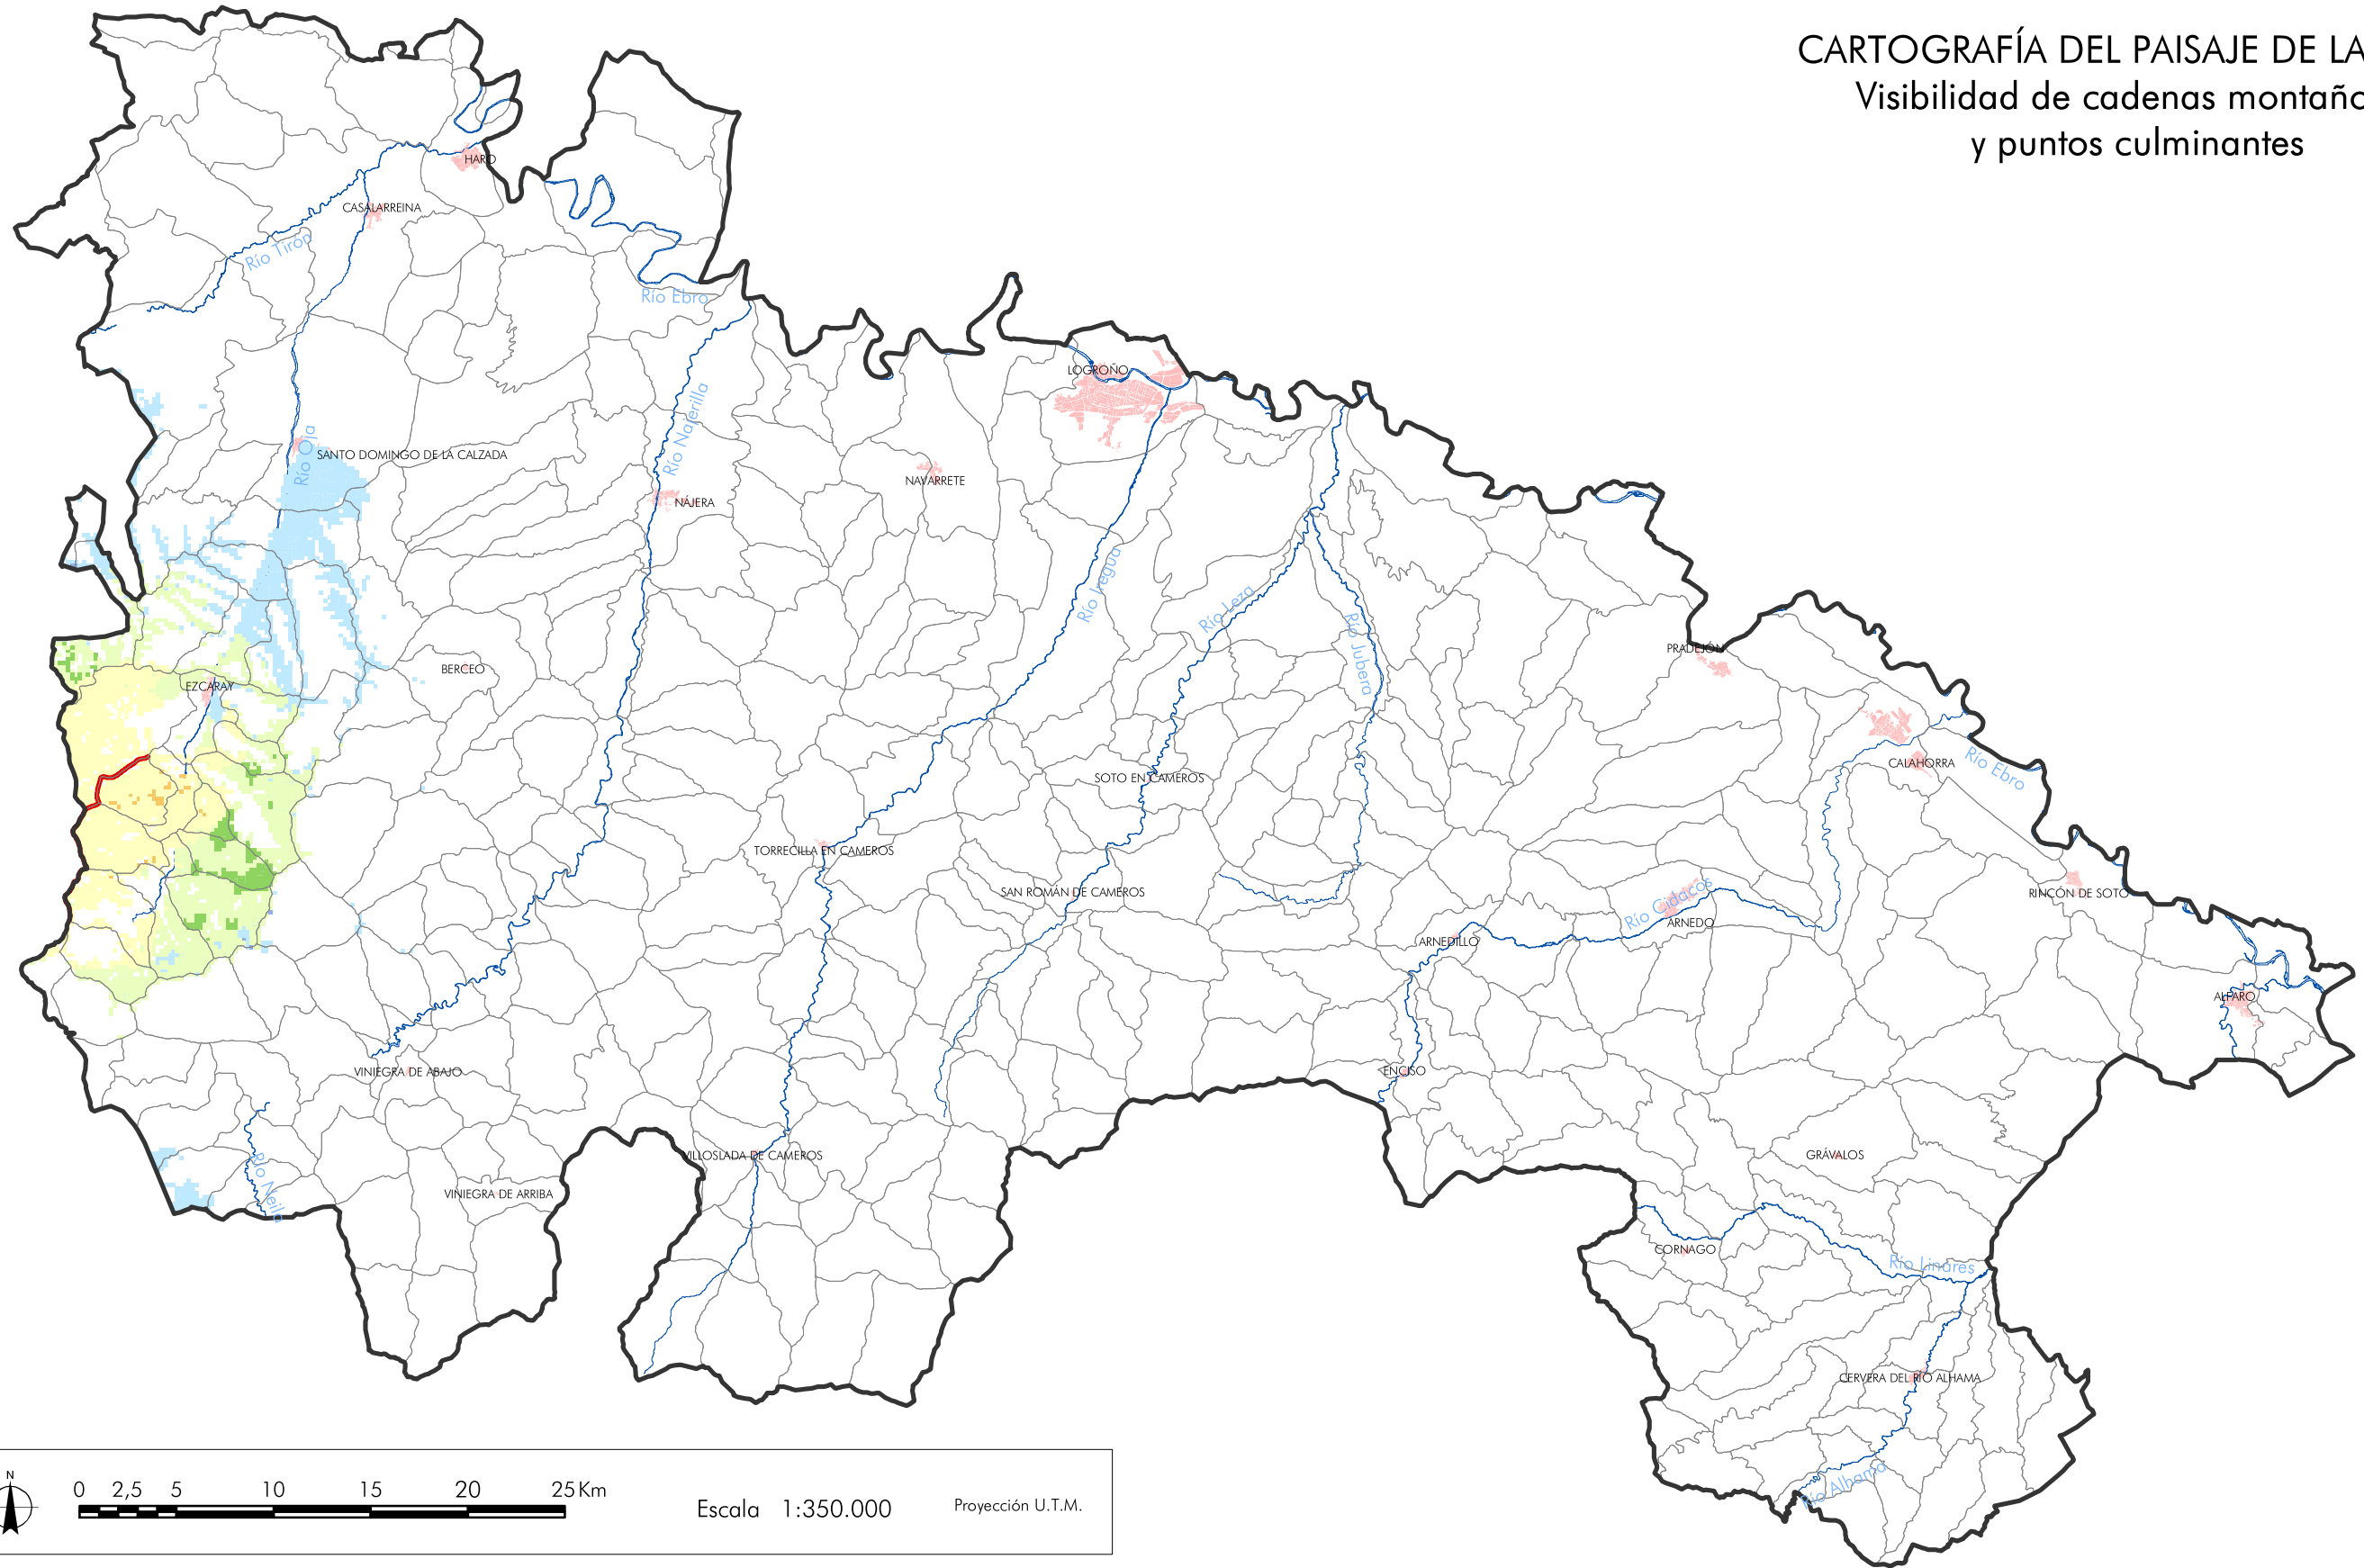 CARTOGRAFÍA DEL PAISAJE DE LA
Visibilidad de cadenas montaño
y puntos culminantes
HARO
CASALARREINA
Río Tirón
Río Ebro
LOGROÑO
Río Najerilla
Río Oja
SANTO DOMINGO DE LA CALZADA
NAVARRETE
NÁJERA
Río Iregua
Río Leza
Río Jubera
PRADEJÓN
BERCEO
EZCARAY
CALAHORRA
Río Ebro
SOTO EN CAMEROS
TORRECILLA EN CAMEROS
SAN ROMÁN DE CAMEROS
RINCÓN DE SOTO
Río Cidacos
ARNEDO
ARNEDILLO
ALFARO
VINIEGRA DE ABAJO
ENCISO
VILLOSLADA DE CAMEROS
GRÁVALOS
Río Neila
VINIEGRA DE ARRIBA
CORNAGO
Río Linares
CERVERA DEL RÍO ALHAMA
Río Alhama
N
0 2,5 5 10 15 20 25 Km
Escala 1:350.000
Proyección U.T.M.